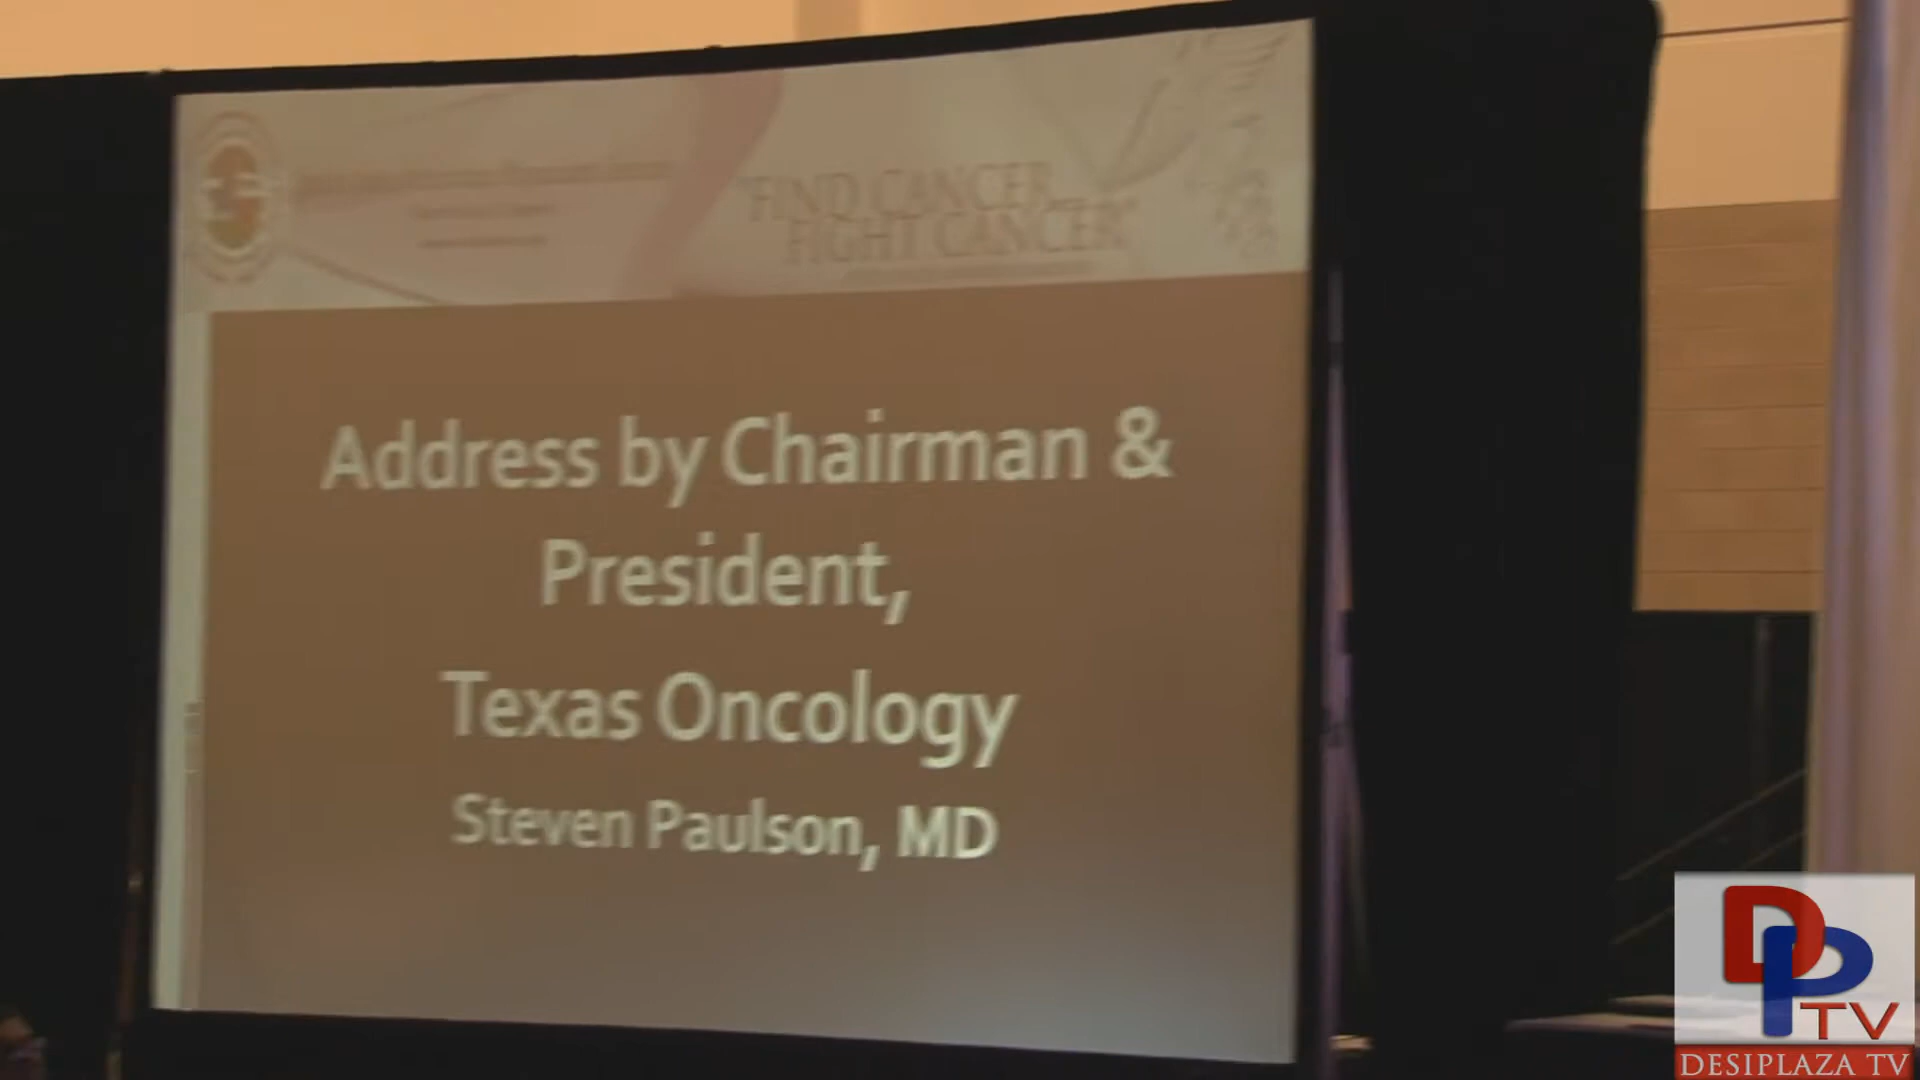 "FIND CANCER
FIGHT CANCER"
Address by Chairman &
President,
Texas Oncology
Steven Paulson, MD
DP
TV
DESIPLAZA TV